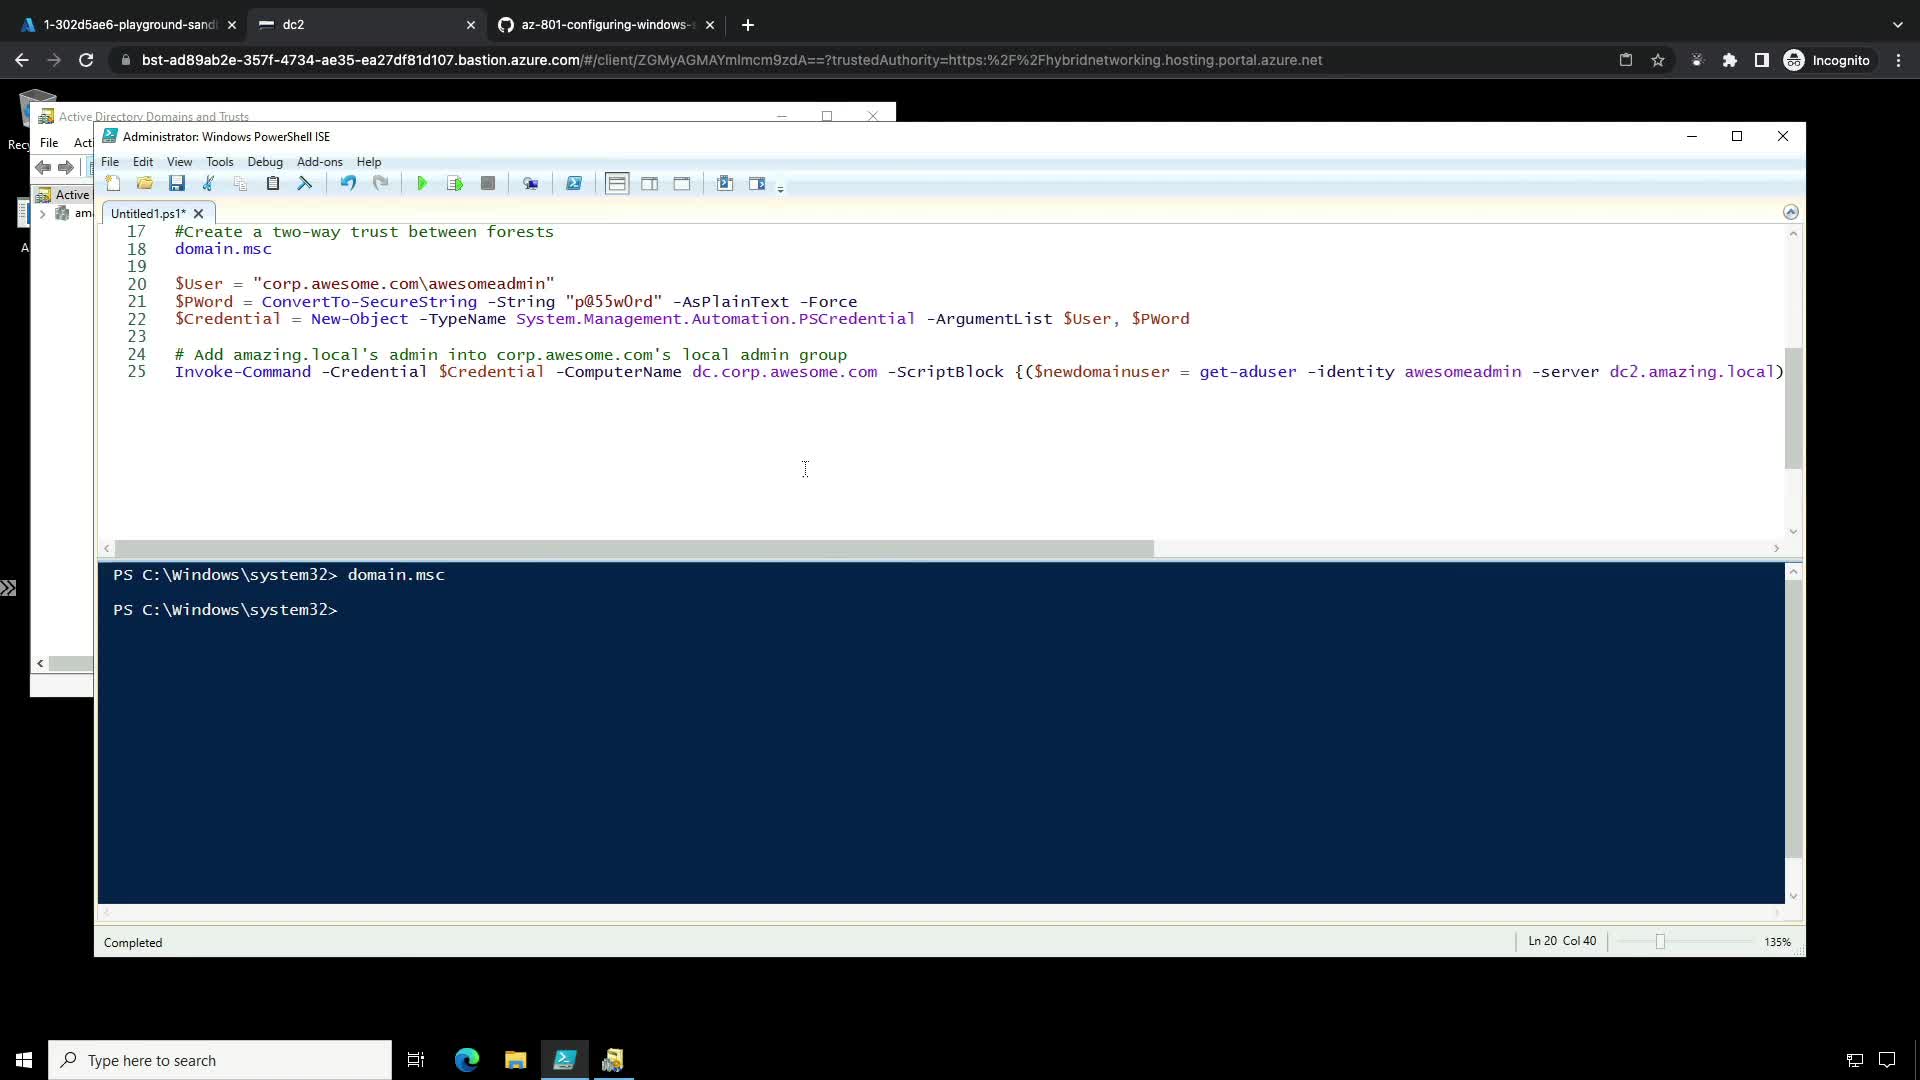 1-302d5ae6-playground-sand
dc2
az-801-configuring-windows-s
bst-ad89ab2e-357f-4734-ae35-ea27df81d107.bastion.azure.com/#/client/ZGMyAGMAYmlmcm9zdA==?trustedAuthority=https:%2F%2Fhybridnetworking.hosting.portal.azure.net
Incognito
Active Directory Domains and Trusts
Administrator: Windows PowerShell ISE
File
File Edit View Tools Debug Add-ons Help
Active
Untitled1.ps1*
17 #Create a two-way trust between forests
18 domain.msc
19
20 $User = "corp.awesome.com\awesomeadmin"
21 $PWord = ConvertTo-SecureString -String "p@55w0rd" -AsPlainText -Force
22 $Credential = New-Object -TypeName System.Management.Automation.PSCredential -ArgumentList $User, $PWord
23
24 # Add amazing.local's admin into corp.awesome.com's local admin group
25 Invoke-Command -Credential $Credential -ComputerName dc.corp.awesome.com -ScriptBlock {($newdomainuser = get-aduser -identity awesomeadmin -server dc2.amazing.local)
PS C:\Windows\system32> domain.msc
PS C:\Windows\system32>
Completed
Ln 20 Col 40
135%
Type here to search